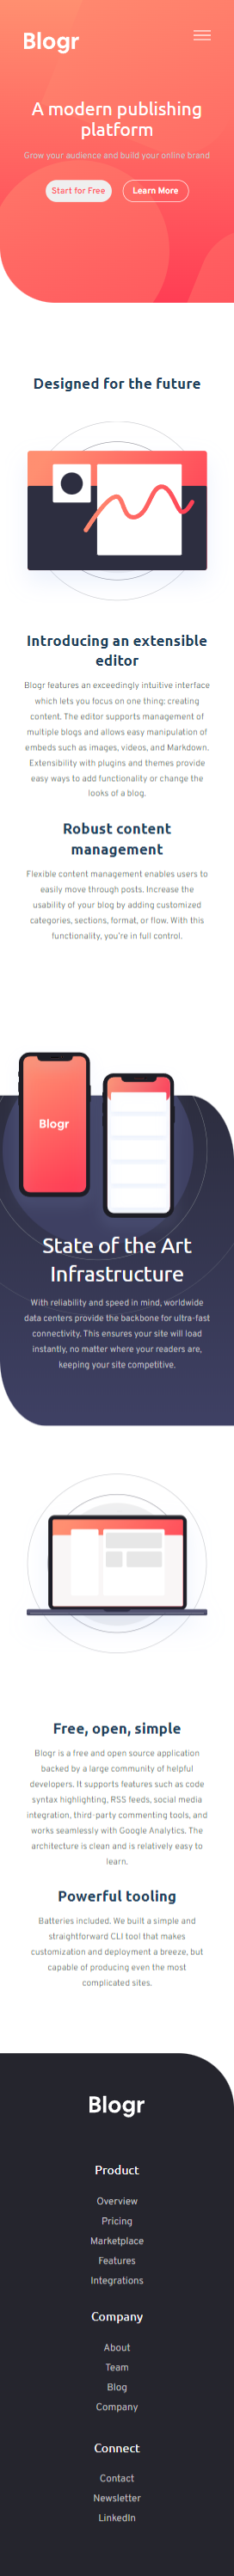 Blogr
A modern publishing
platform
Grow your audience and build your online brand
Start for Free
Learn More
Designed for the future
Introducing an extensible
editor
Blogr features an exceedingly intuitive interface
which lets you focus on one thing: creating
content. The editor supports management of
multiple blogs and allows easy manipulation of
embeds such as images, videos, and Markdown.
Extensibility with plugins and themes provide
easy ways to add functionality or change the
looks of a blog.
Robust content
management
Flexible content management enables users to
easily move through posts. Increase the
usability of your blog by adding customized
categories, sections, format, or flow. With this
functionality, you're in full control.
Blogr
State of the Art
Infrastructure
With reliability and speed in mind, worldwide
data centers provide the backbone for ultra-fast
connectivity. This ensures your site will load
instantly, no matter where your readers are,
keeping your site competitive.
Free, open, simple
Blogr is a free and open source application
backed by a large community of helpful
developers. It supports features such as code
syntax highlighting, RSS feeds, social media
integration, third-party commenting tools, and
works seamlessly with Google Analytics. The
architecture is clean and is relatively easy to
learn.
Powerful tooling
Batteries included. We built a simple and
straightforward CLI tool that makes
customization and deployment a breeze, but
capable of producing even the most
complicated sites.
Blogr
Product
Overview
Pricing
Marketplace
Features
Integrations
Company
About
Team
Blog
Company
Connect
Contact
Newsletter
LinkedIn